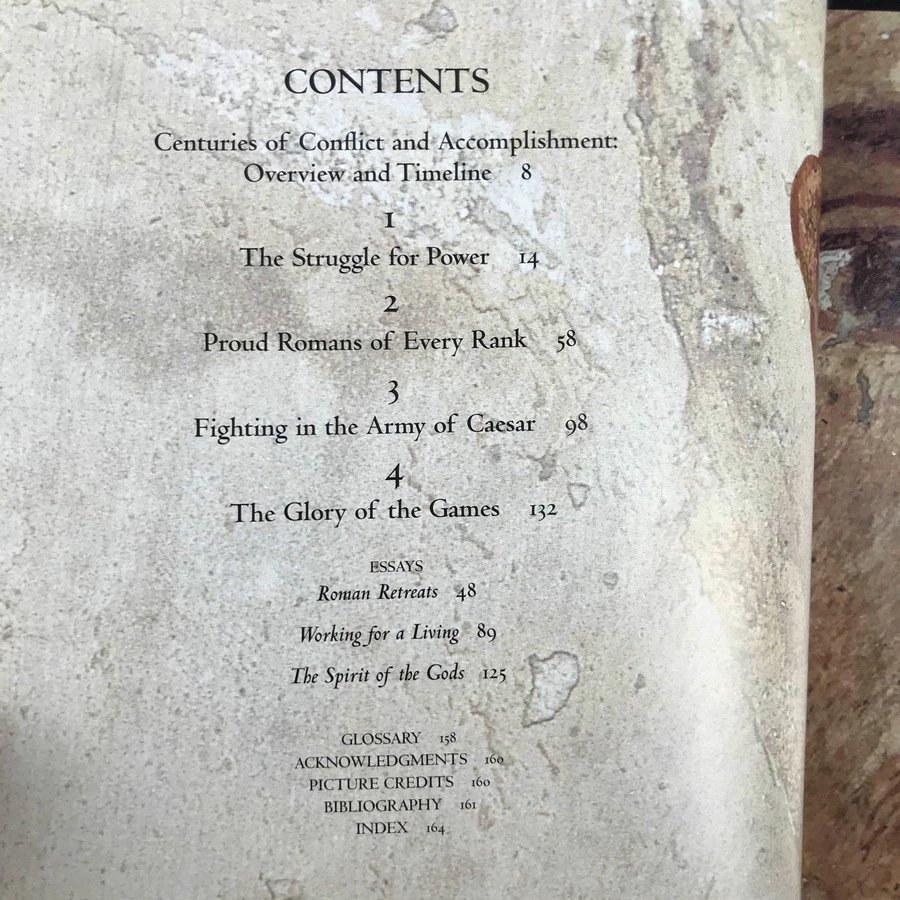 CONTENTS
Centuries of Conflict and Accomplishment:
Overview and Timeline 8
1
The Struggle for Power 14
2
Proud Romans of Every Rank 58
3
Fighting in the Army of Caesar 98
4
The Glory of the Games 132
ESSAYS
Roman Retreats 48
Working for a Living 89
The Spirit of the Gods 125
GLOSSARY 158
ACKNOWLEDGMENTS 160
PICTURE CREDITS 160
BIBLIOGRAPHY 161
INDEX 164